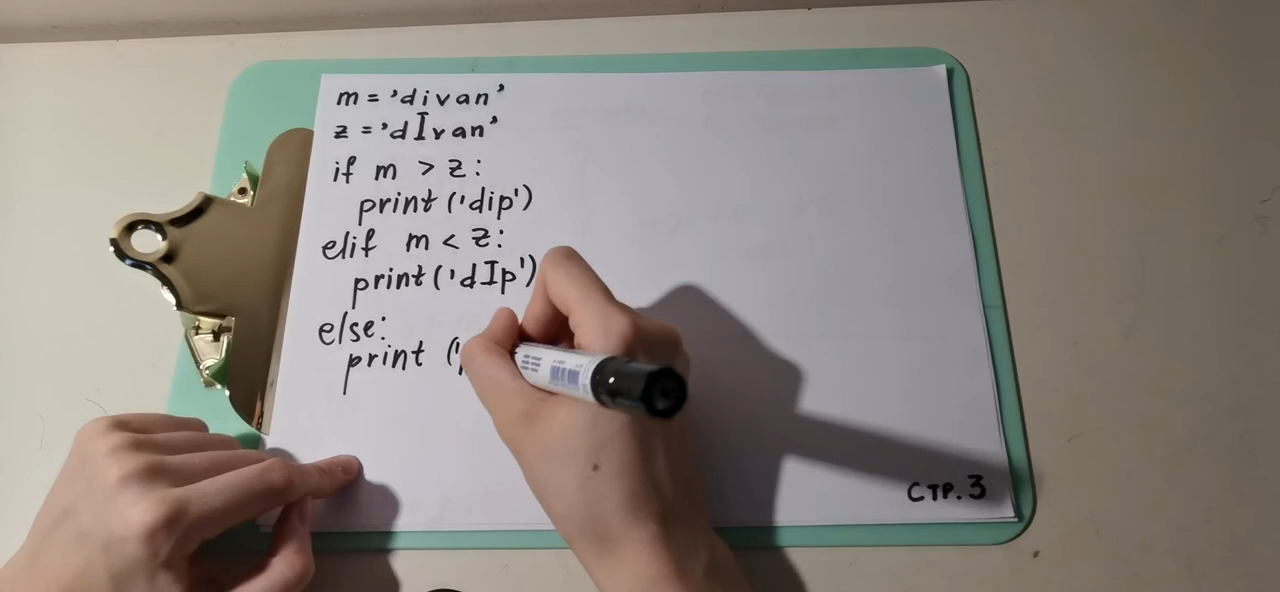 m = 'divan'
z = 'dIvan'
if m > z:
print ('dip')
elif m < z:
print ('dIp')
else:
print ('
стр. 3